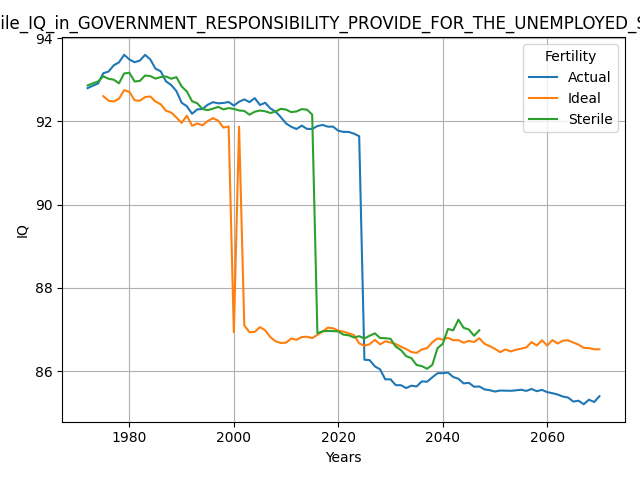 ile_IQ_in_GOVERNMENT_RESPONSIBILITY_PROVIDE_FOR_THE_UNEMPLOYED_S
94
92
90
88
86
IQ
Fertility
Actual
Ideal
Sterile
1980
2000
2020
2040
2060
Years